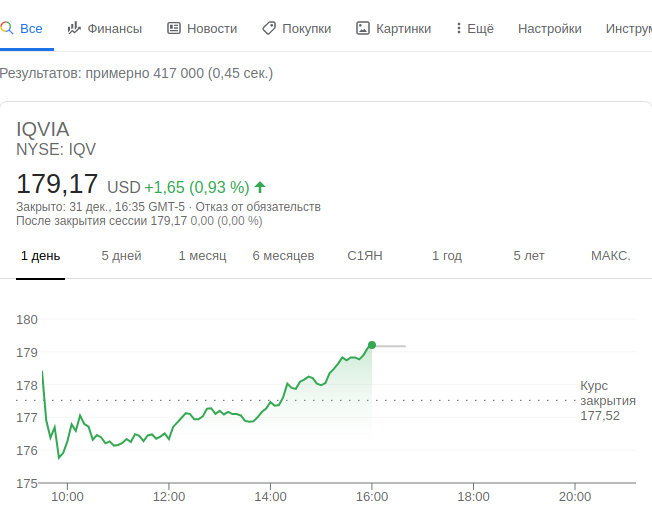 Все Финансы Новости Покупки Картинки Ещё Настройки Инструм
Результатов: примерно 417 000 (0,45 сек.)
IQVIA
NYSE: IQV
179,17 USD +1,65 (0,93 %)
Закрыто: 31 дек., 16:35 GMT-5 · Отказ от обязательств
После закрытия сессии 179,17 0,00 (0,00 %)
1 день 5 дней 1 месяц 6 месяцев С1ЯН 1 год 5 лет МАКС.
180
179
178
Курс
закрытия
177,52
177
176
175
10:00 12:00 14:00 16:00 18:00 20:00